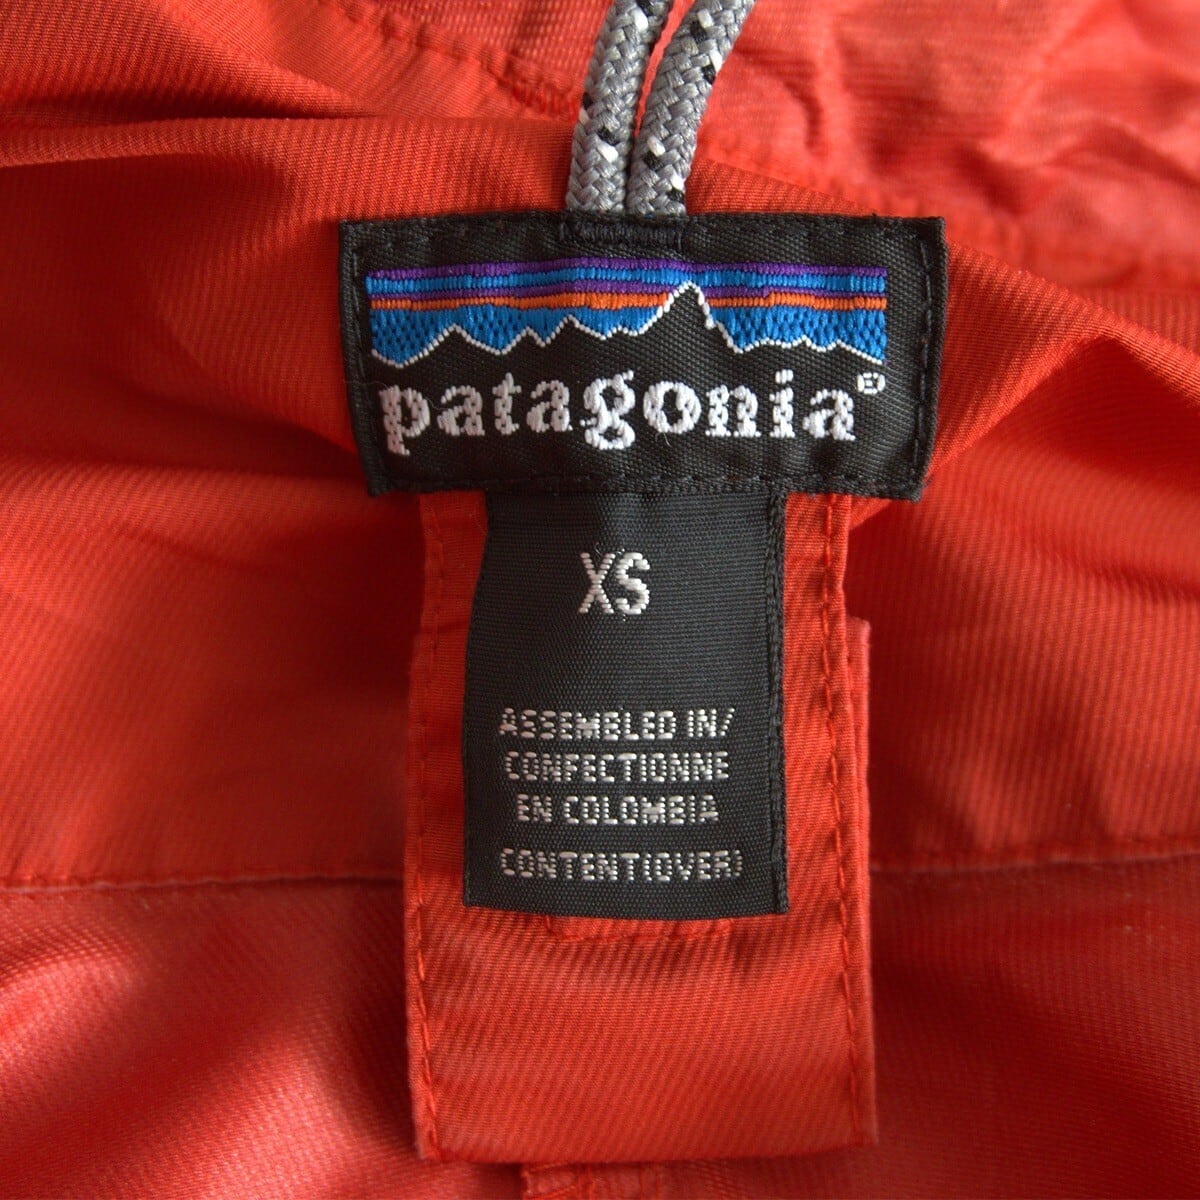 patagonia®
XS
ASSEMBLED IN/
CONFECTIONNE
EN COLOMBIA
CONTENT(OVER)